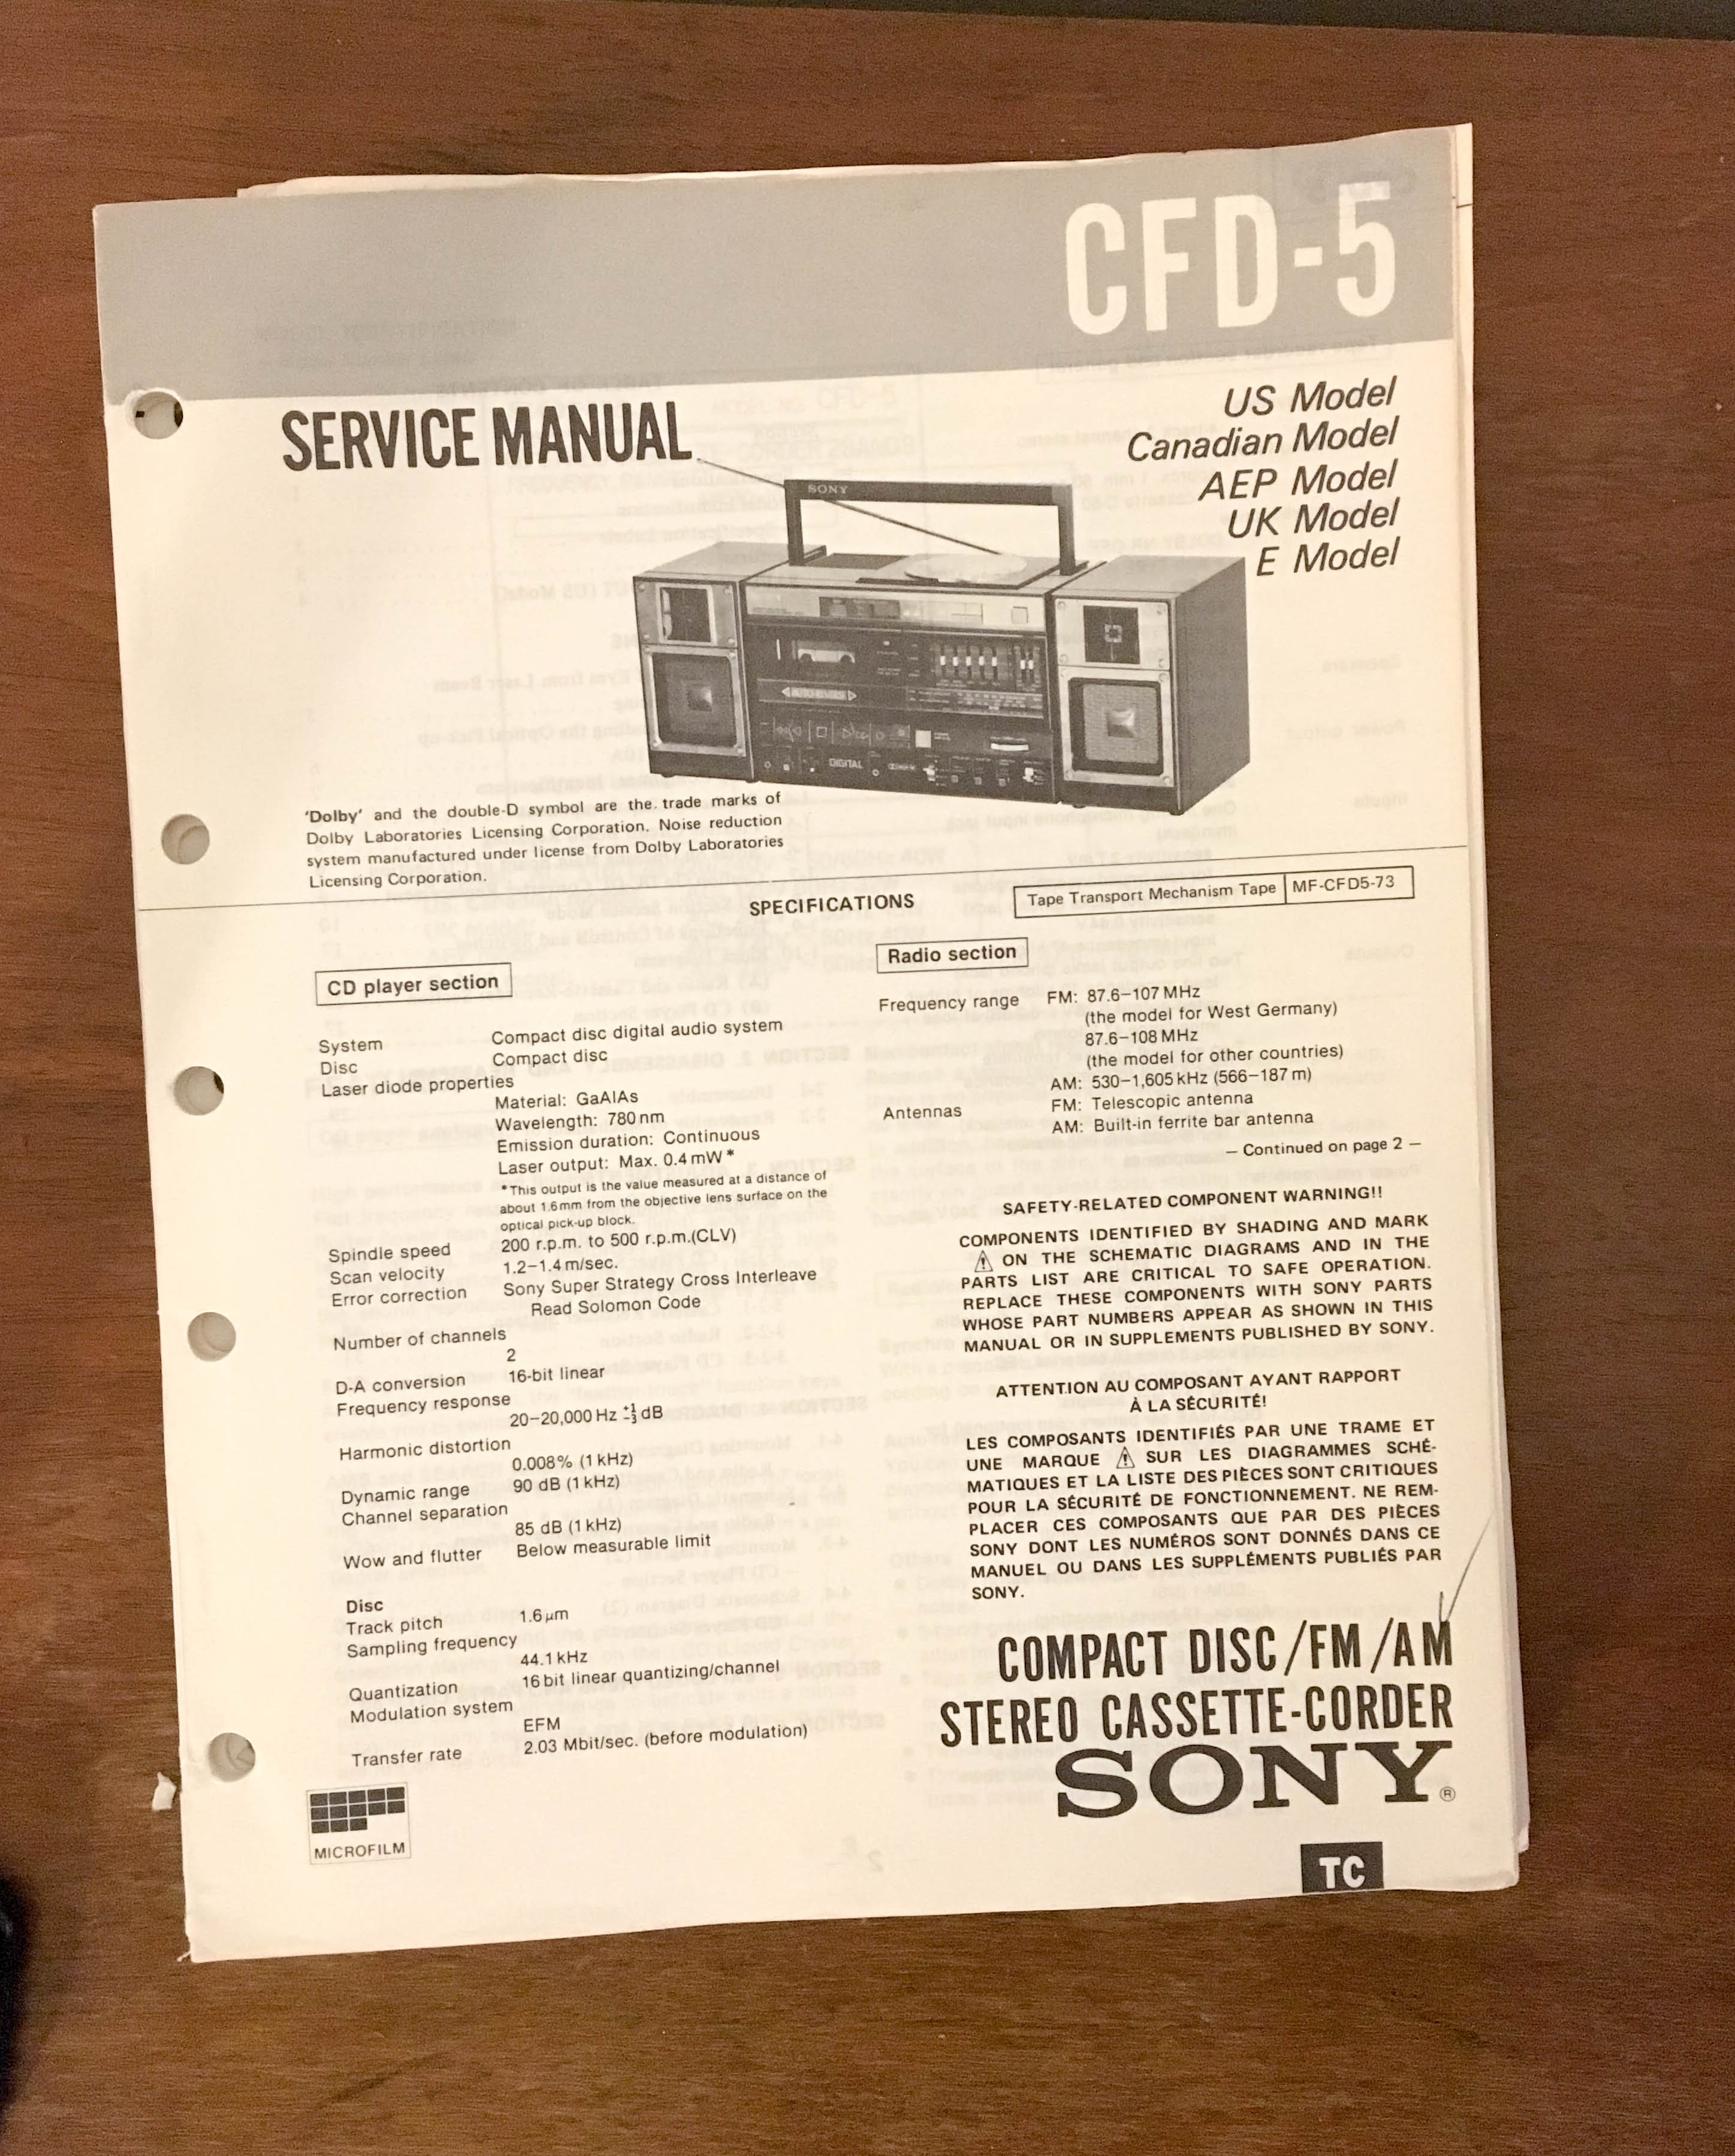 CFD-5
US Model
Canadian Model
AEP Model
UK Model
E Model
SERVICE MANUAL
SONY
AUTO REVERSE
DIGITAL
'Dolby' and the double-D symbol are the trade marks of
Dolby Laboratories Licensing Corporation. Noise reduction
system manufactured under license from Dolby Laboratories
Licensing Corporation.
SPECIFICATIONS
Tape Transport Mechanism Tape MF-CFD5-73
CD player section
System Compact disc digital audio system
Disc Compact disc
Laser diode properties
Material: GaAlAs
Wavelength: 780 nm
Emission duration: Continuous
Laser output: Max. 0.4 mW*
*This output is the value measured at a distance of
about 1.6mm from the objective lens surface on the
optical pick-up block.
Spindle speed 200 r.p.m. to 500 r.p.m.(CLV)
Scan velocity 1.2–1.4 m/sec.
Error correction Sony Super Strategy Cross Interleave
Read Solomon Code
Number of channels
2
D-A conversion 16-bit linear
Frequency response
20–20,000 Hz +1 −3 dB
Harmonic distortion
0.008% (1 kHz)
Dynamic range 90 dB (1 kHz)
Channel separation
85 dB (1 kHz)
Wow and flutter Below measurable limit
Disc
Track pitch 1.6 μm
Sampling frequency
44.1 kHz
Quantization 16 bit linear quantizing/channel
Modulation system
EFM
Transfer rate 2.03 Mbit/sec. (before modulation)
MICROFILM
Radio section
Frequency range FM: 87.6–107 MHz
(the model for West Germany)
87.6–108 MHz
(the model for other countries)
AM: 530–1,605 kHz (566–187 m)
Antennas FM: Telescopic antenna
AM: Built-in ferrite bar antenna
— Continued on page 2 —
SAFETY-RELATED COMPONENT WARNING!!
COMPONENTS IDENTIFIED BY SHADING AND MARK
⚠ ON THE SCHEMATIC DIAGRAMS AND IN THE
PARTS LIST ARE CRITICAL TO SAFE OPERATION.
REPLACE THESE COMPONENTS WITH SONY PARTS
WHOSE PART NUMBERS APPEAR AS SHOWN IN THIS
MANUAL OR IN SUPPLEMENTS PUBLISHED BY SONY.
ATTENTION AU COMPOSANT AYANT RAPPORT
À LA SÉCURITÉ!
LES COMPOSANTS IDENTIFIÉS PAR UNE TRAME ET
UNE MARQUE ⚠ SUR LES DIAGRAMMES SCHÉ-
MATIQUES ET LA LISTE DES PIÈCES SONT CRITIQUES
POUR LA SÉCURITÉ DE FONCTIONNEMENT. NE REM-
PLACER CES COMPOSANTS QUE PAR DES PIÈCES
SONY DONT LES NUMÉROS SONT DONNÉS DANS CE
MANUEL OU DANS LES SUPPLÉMENTS PUBLIÉS PAR
SONY.
COMPACT DISC/FM/AM
STEREO CASSETTE-CORDER
SONY®
TC